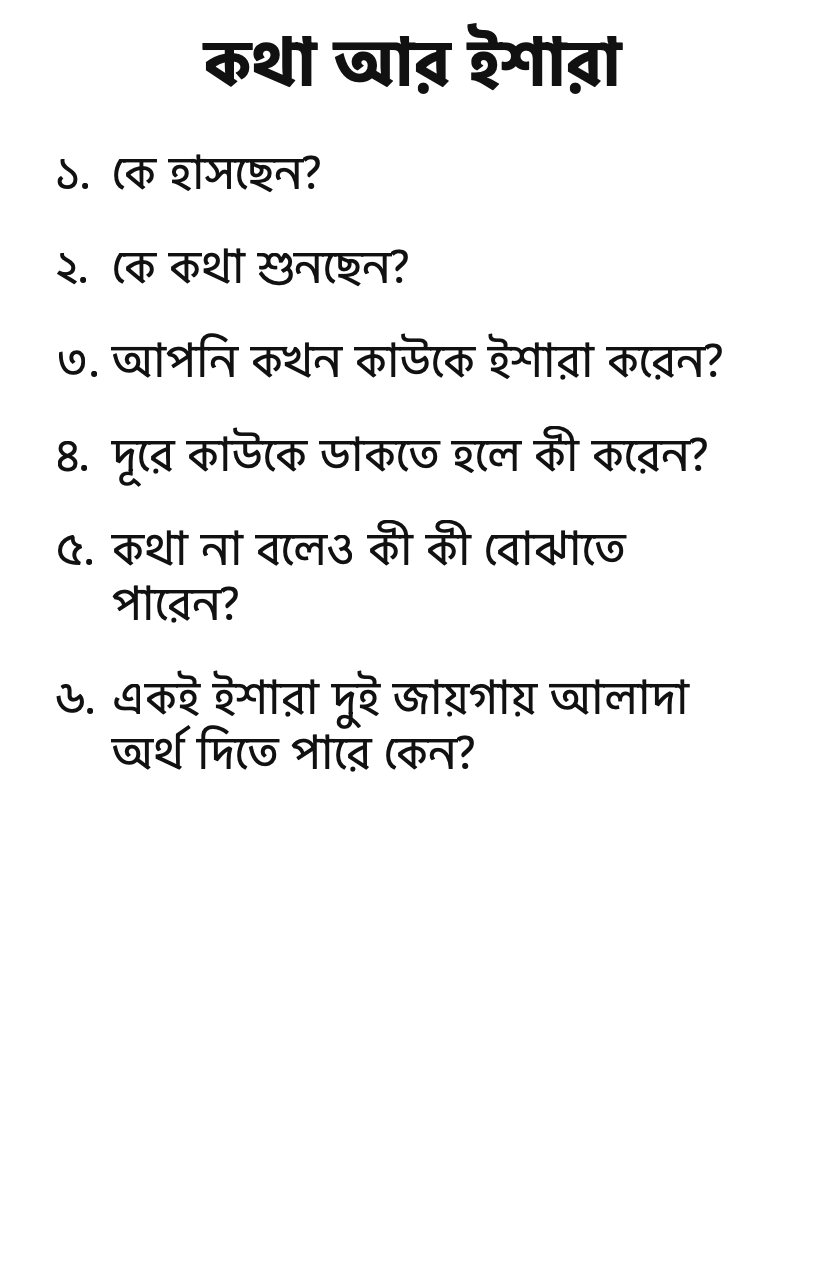 কথা আর ইশারা
১. কে হাসছেন?
২. কে কথা শুনছেন?
৩. আপনি কখন কাউকে ইশারা করেন?
৪. দূরে কাউকে ডাকতে হলে কী করেন?
৫. কথা না বলেও কী কী বোঝাতে
পারেন?
৬. একই ইশারা দুই জায়গায় আলাদা
অর্থ দিতে পারে কেন?